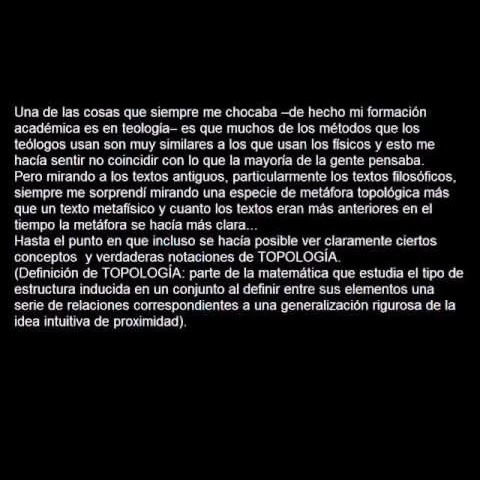 Una de las cosas que siempre me chocaba –de hecho mi formación
académica es en teología– es que muchos de los métodos que los
teólogos usan son muy similares a los que usan los físicos y esto me
hacía sentir no coincidir con lo que la mayoría de la gente pensaba.
Pero mirando a los textos antiguos, particularmente los textos filosóficos,
siempre me sorprendí mirando una especie de metáfora topológica más
que un texto metafísico y cuanto los textos eran más anteriores en el
tiempo la metáfora se hacía más clara...
Hasta el punto en que incluso se hacía posible ver claramente ciertos
conceptos y verdaderas notaciones de TOPOLOGÍA.
(Definición de TOPOLOGÍA: parte de la matemática que estudia el tipo de
estructura inducida en un conjunto al definir entre sus elementos una
serie de relaciones correspondientes a una generalización rigurosa de la
idea intuitiva de proximidad).